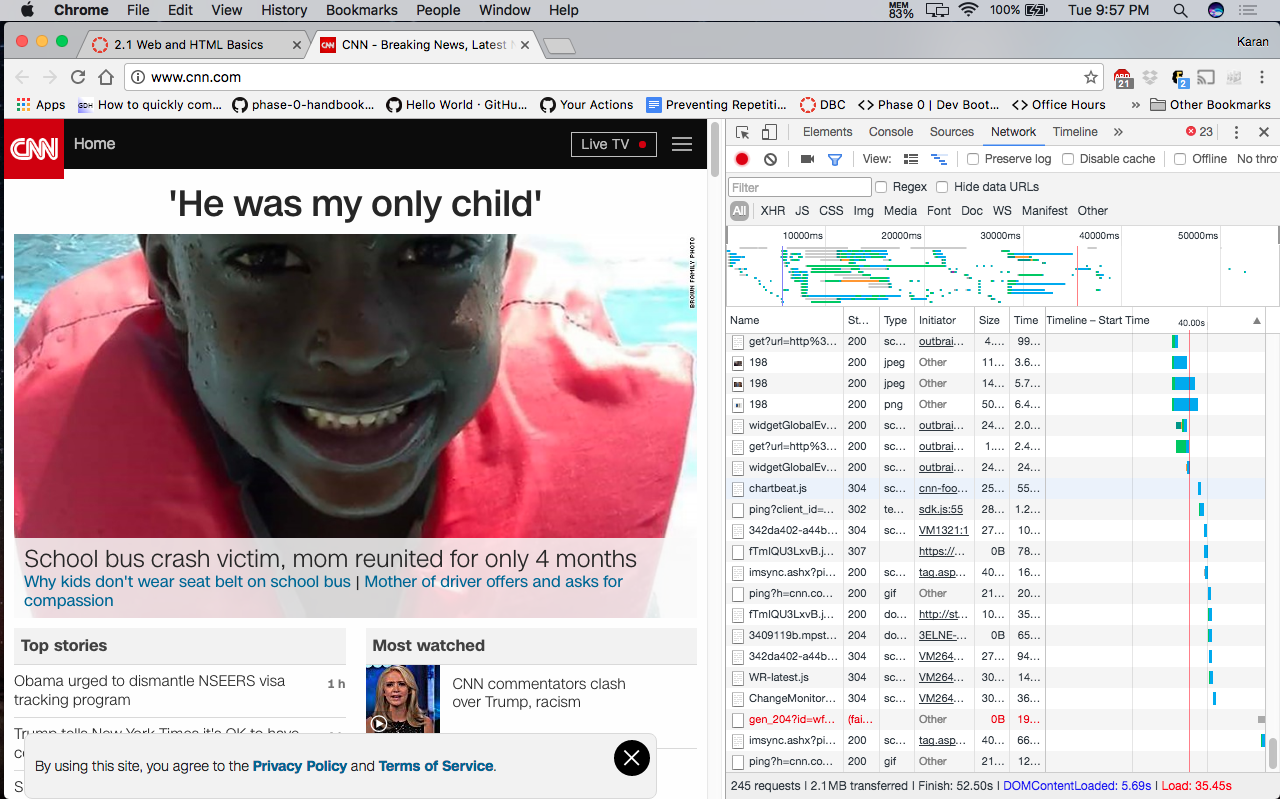 Chrome File Edit View History Bookmarks People Window Help MEM 83% 100% Tue 9:57 PM
2.1 Web and HTML Basics CNN - Breaking News, Latest Karan
www.cnn.com ABP 21 2
Apps GDH How to quickly com... phase-0-handbook... Hello World · GitHu... Your Actions Preventing Repetiti... DBC <> Phase 0 | Dev Boot... <> Office Hours » Other Bookmarks
CNN Home Live TV
'He was my only child'
BROWN FAMILY PHOTO
School bus crash victim, mom reunited for only 4 months
Why kids don't wear seat belt on school bus | Mother of driver offers and asks for
compassion
Top stories
Obama urged to dismantle NSEERS visa 1 h
tracking program
Trump tells New York Times it's OK to have
Most watched
CNN commentators clash
over Trump, racism
By using this site, you agree to the Privacy Policy and Terms of Service.
Elements Console Sources Network Timeline » 23
View: Preserve log Disable cache Offline No thro
Filter Regex Hide data URLs
All XHR JS CSS Img Media Font Doc WS Manifest Other
10000ms 20000ms 30000ms 40000ms 50000ms
Name St... Type Initiator Size Time Timeline – Start Time 40.00s
get?url=http%3... 200 sc... outbrai... 4.... 99...
198 200 jpeg Other 11... 3.6...
198 200 jpeg Other 14... 5.7...
198 200 png Other 50... 6.4...
widgetGlobalEv... 200 sc... outbrai... 24... 2.0...
get?url=http%3... 200 sc... outbrai... 1.... 2.4...
widgetGlobalEv... 200 sc... outbrai... 24... 24...
chartbeat.js 304 sc... cnn-foo... 25... 55...
ping?client_id=... 302 te... sdk.js:55 28... 1.2...
342da402-a44b... 304 sc... VM1321:1 27... 10...
fTmIQU3LxvB.j... 307 https://... 0B 78...
imsync.ashx?pi... 200 sc... tag.asp... 40... 16...
ping?h=cnn.co... 200 gif Other 21... 20...
fTmIQU3LxvB.j... 200 do... http://st... 10... 35...
3409119b.mpst... 204 do... 3ELNE-... 0B 65...
342da402-a44b... 304 sc... VM264... 27... 94...
WR-latest.js 304 sc... VM264... 30... 14...
ChangeMonitor... 304 sc... VM264... 30... 36...
gen_204?id=wf... (fai... Other 0B 19...
imsync.ashx?pi... 200 sc... tag.asp... 40... 66...
ping?h=cnn.co... 200 gif Other 21... 12...
245 requests | 2.1MB transferred | Finish: 52.50s | DOMContentLoaded: 5.69s | Load: 35.45s